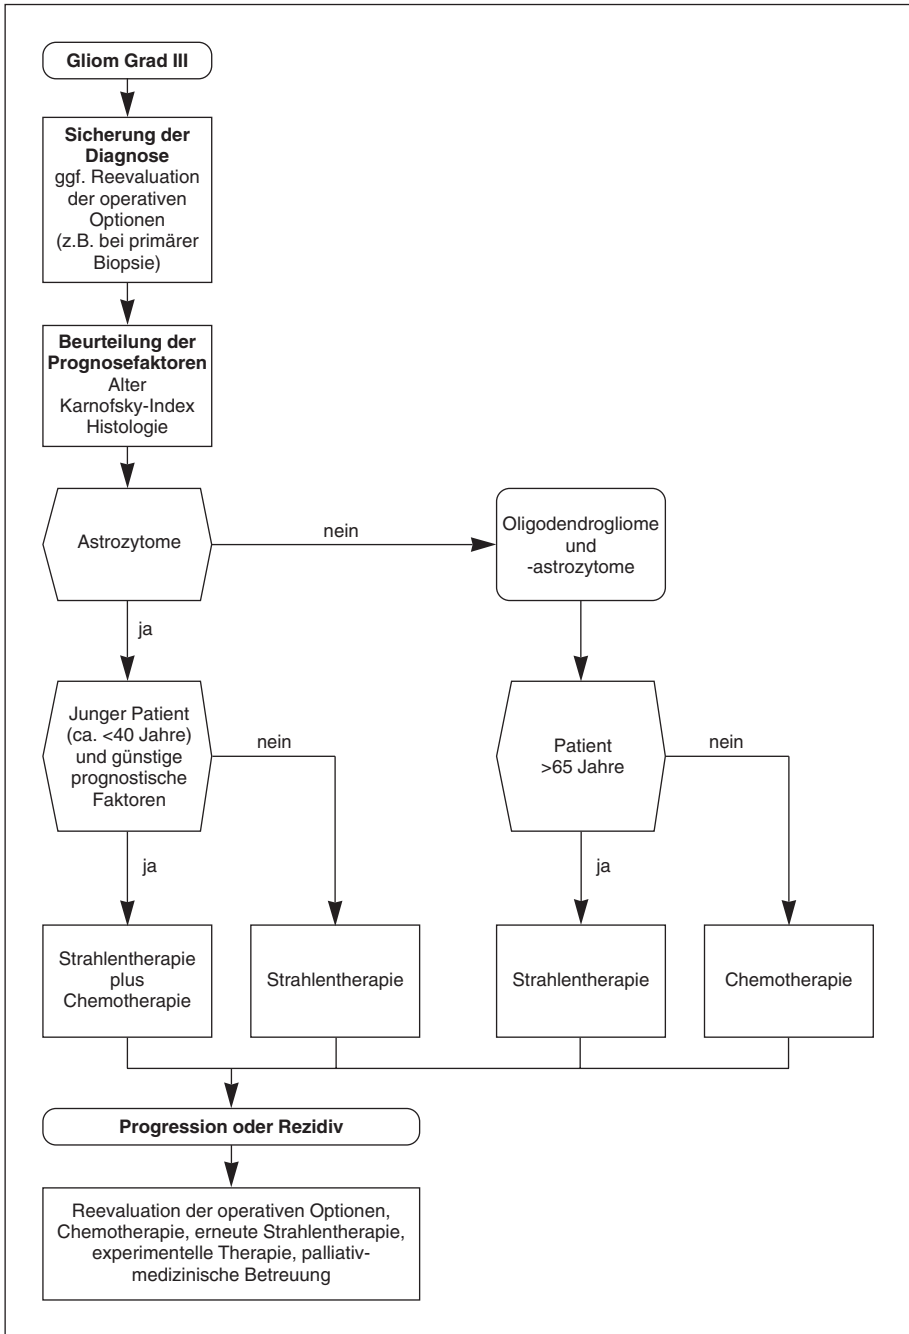 Gliom Grad III
Sicherung der
Diagnose
ggf. Reevaluation
der operativen
Optionen
(z.B. bei primärer
Biopsie)
Beurteilung der
Prognosefaktoren
Alter
Karnofsky-Index
Histologie
Astrozytome
nein
Oligodendrogliome
und
-astrozytome
ja
Junger Patient
(ca. <40 Jahre)
und günstige
prognostische
Faktoren
nein
Patient
>65 Jahre
nein
ja
ja
Strahlentherapie
plus
Chemotherapie
Strahlentherapie
Strahlentherapie
Chemotherapie
Progression oder Rezidiv
Reevaluation der operativen Optionen,
Chemotherapie, erneute Strahlentherapie,
experimentelle Therapie, palliativ-
medizinische Betreuung